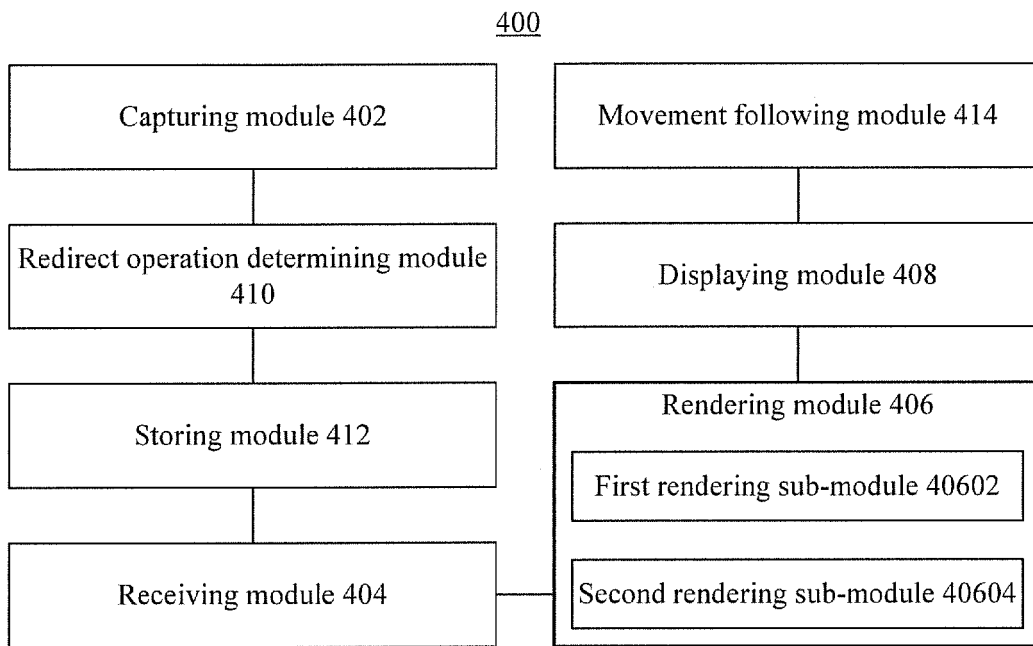 400
Capturing module 402
Redirect operation determining module
410
Storing module 412
Receiving module 404
Movement following module 414
Displaying module 408
Rendering module 406
First rendering sub-module 40602
Second rendering sub-module 40604